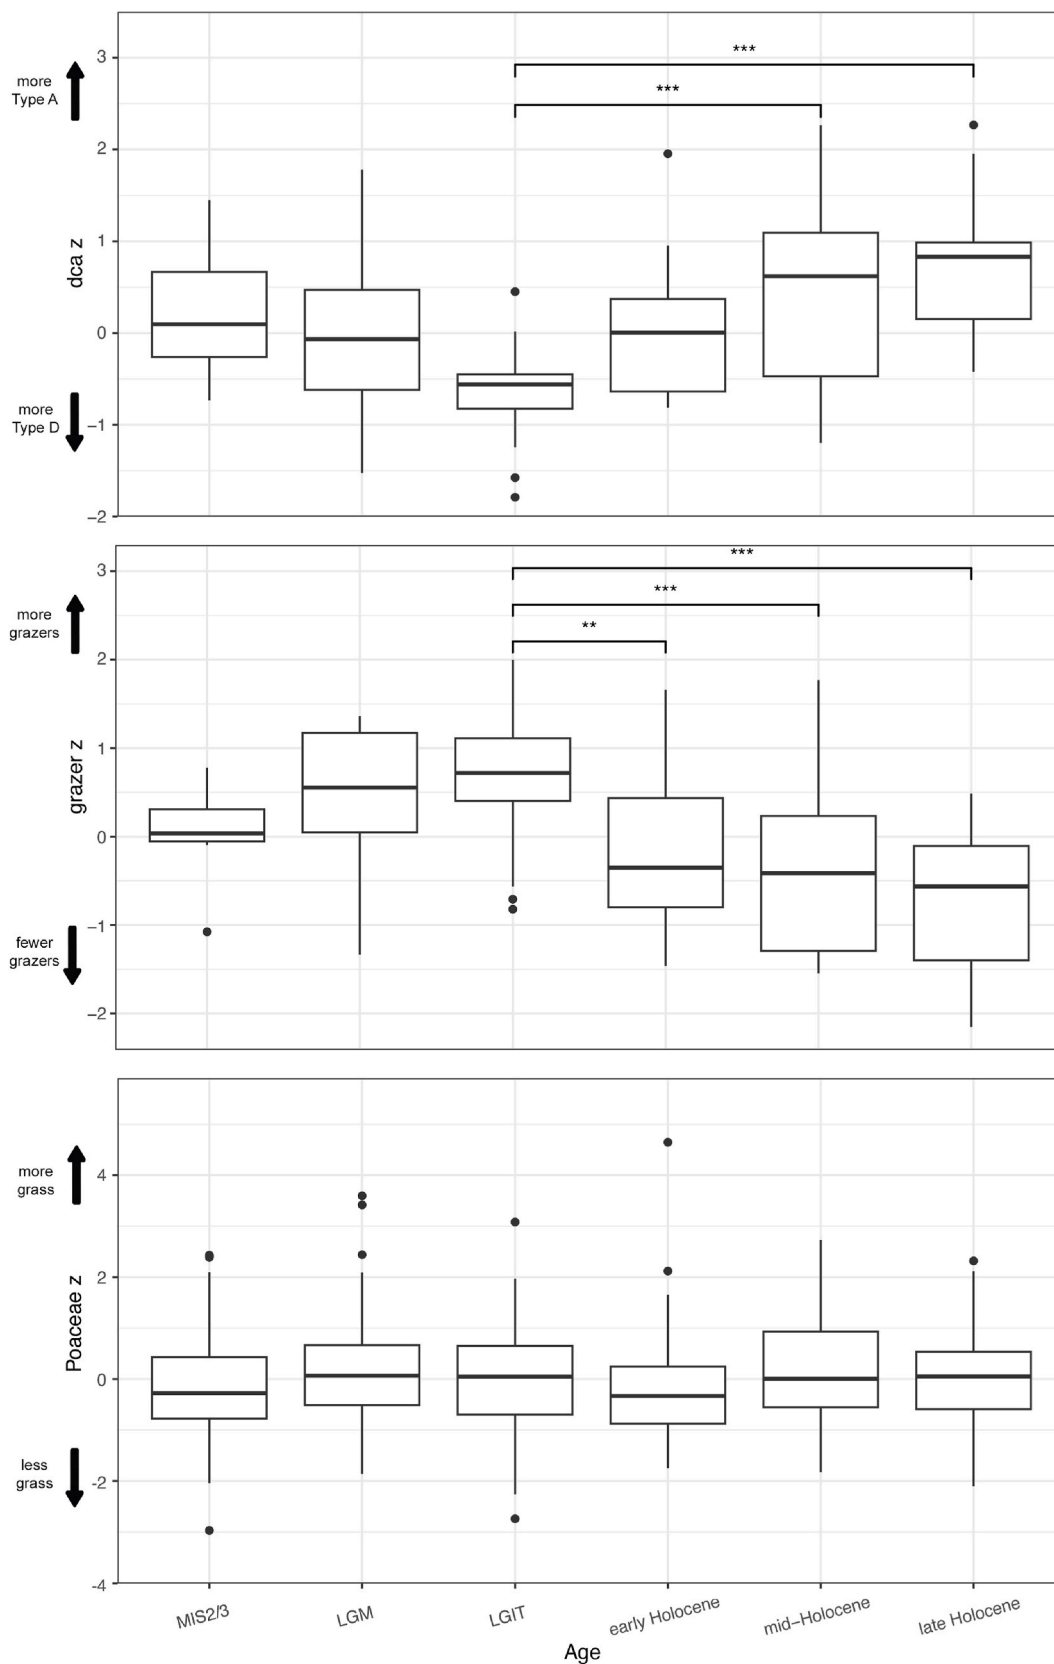 ***
3
more
Type A
***
2
1
dca z
0
more
Type D
−1
−2
***
3
***
more
grazers
**
2
1
grazer z
0
−1
fewer
grazers
−2
more
grass
4
2
Poaceae z
0
less
grass
-2
-4
MIS2/3
LGM
LGIT
early Holocene
mid−Holocene
late Holocene
Age